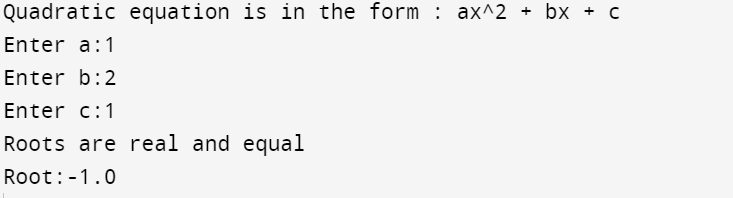 Quadratic equation is in the form : ax^2 + bx + c
Enter a:1
Enter b:2
Enter c:1
Roots are real and equal
Root:-1.0